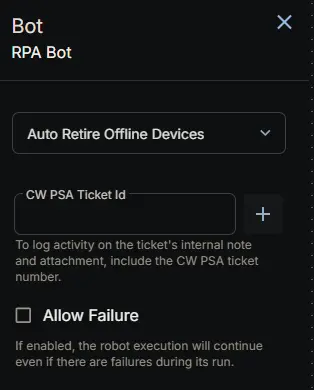 Bot
RPA Bot
Auto Retire Offline Devices
CW PSA Ticket Id
To log activity on the ticket's internal note
and attachment, include the CW PSA ticket
number.
Allow Failure
If enabled, the robot execution will continue
even if there are failures during its run.